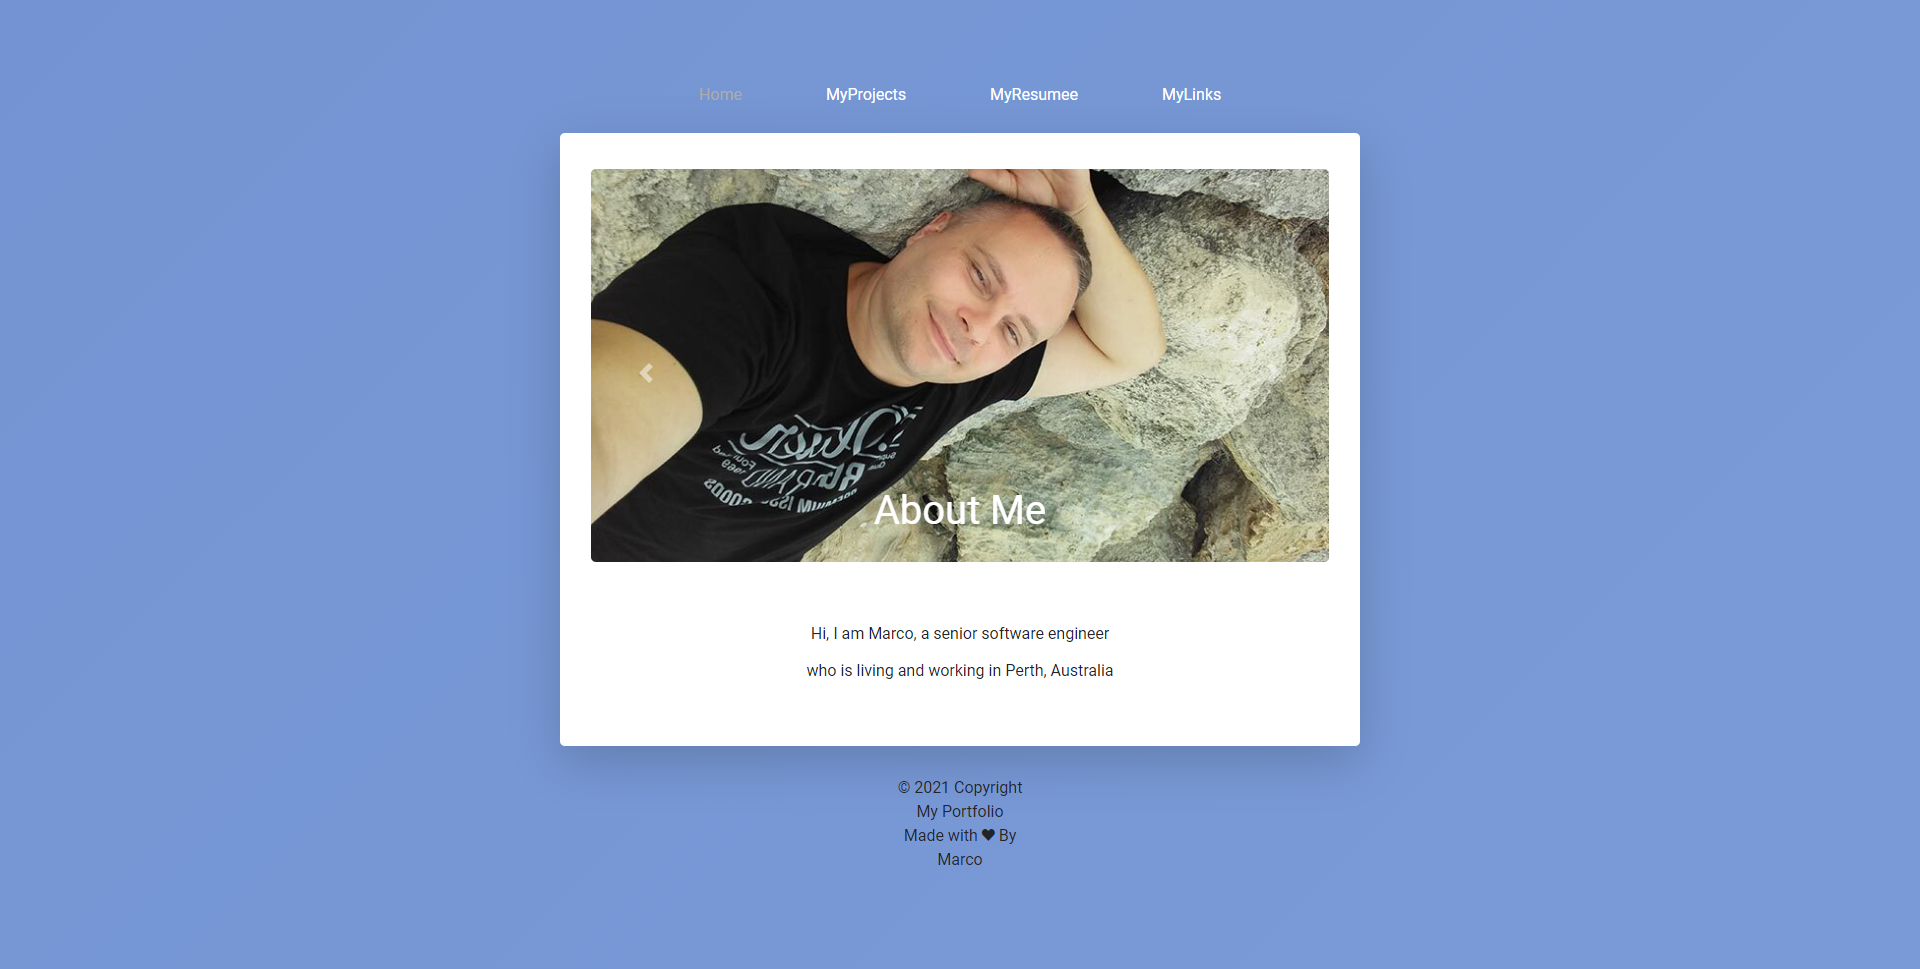 Home MyProjects MyResumee MyLinks
About Me
Hi, I am Marco, a senior software engineer
who is living and working in Perth, Australia
© 2021 Copyright
My Portfolio
Made with ♥ By
Marco